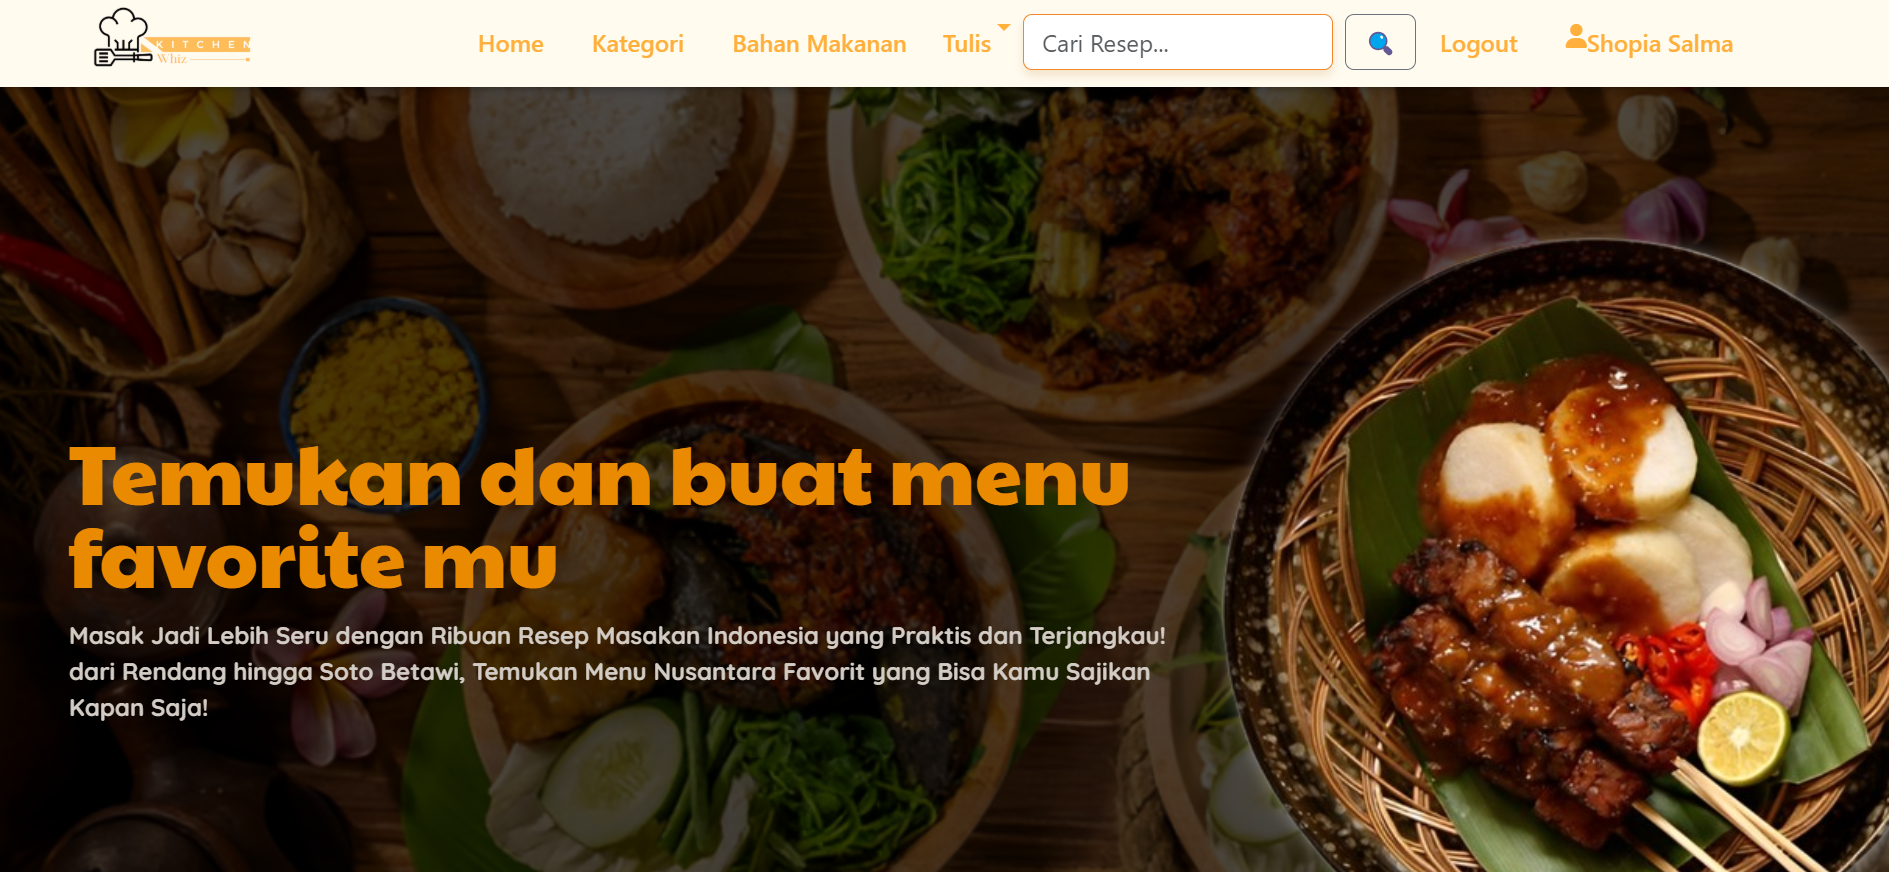 KITCHEN
Whiz
Home
Kategori
Bahan Makanan
Tulis
Cari Resep...
Logout
Shopia Salma
Temukan dan buat menu
favorite mu
Masak Jadi Lebih Seru dengan Ribuan Resep Masakan Indonesia yang Praktis dan Terjangkau!
dari Rendang hingga Soto Betawi, Temukan Menu Nusantara Favorit yang Bisa Kamu Sajikan
Kapan Saja!